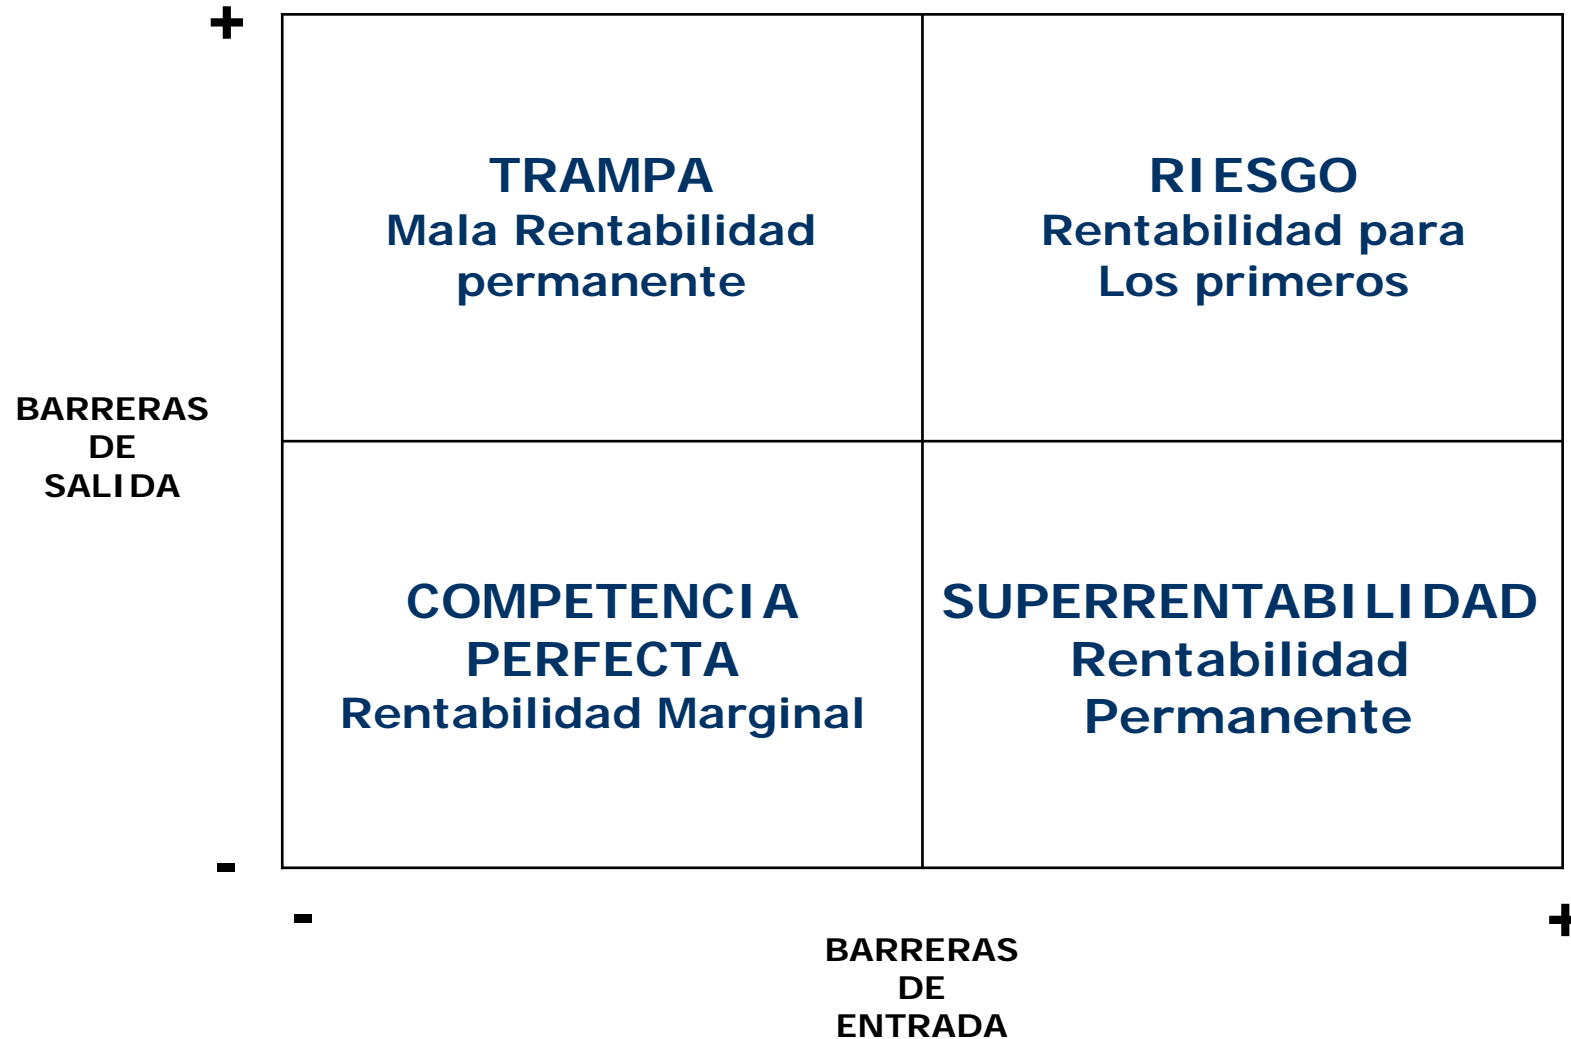 +
TRAMPA
Mala Rentabilidad
permanente
RIESGO
Rentabilidad para
Los primeros
BARRERAS
DE
SALIDA
COMPETENCIA
PERFECTA
Rentabilidad Marginal
SUPERRENTABILIDAD
Rentabilidad
Permanente
-
-
+
BARRERAS
DE
ENTRADA